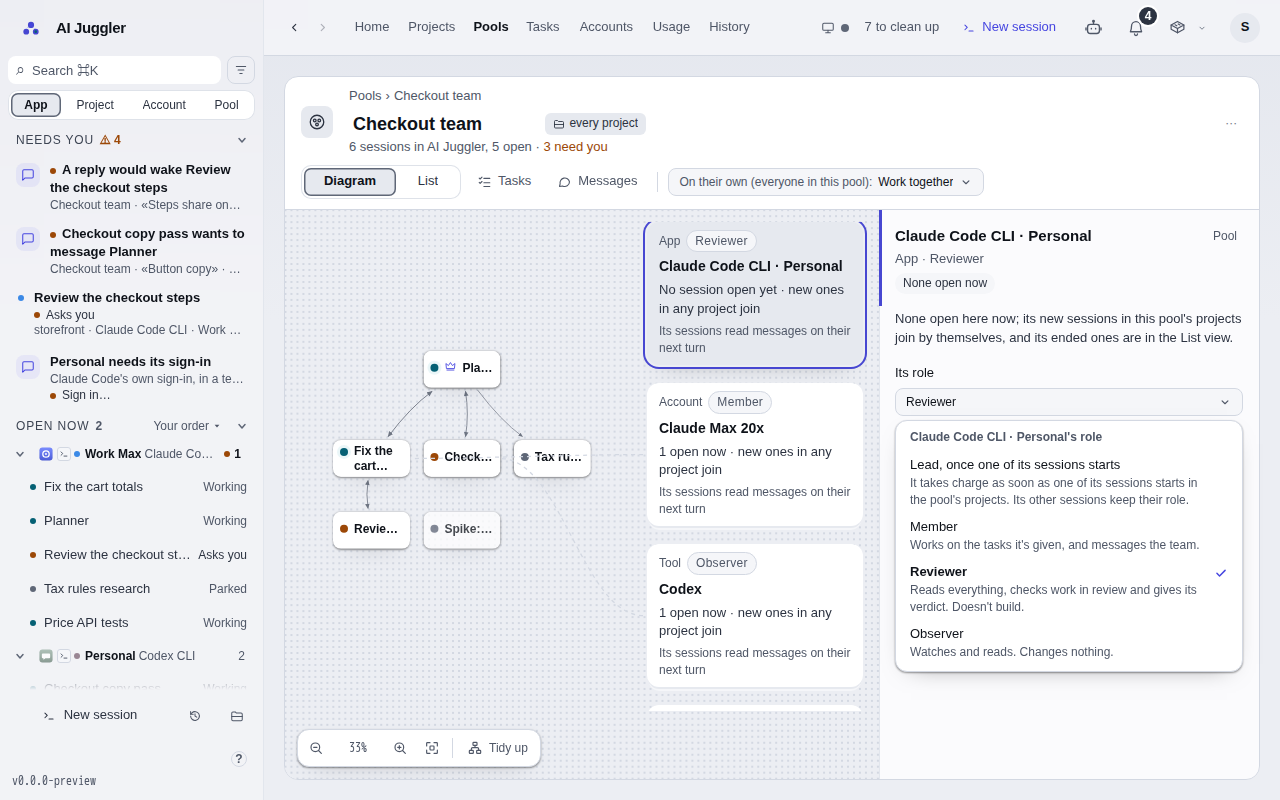 AI Juggler
Search ⌘K
App Project Account Pool
NEEDS YOU 4
A reply would wake Review the checkout steps
Checkout team · «Steps share on…
Checkout copy pass wants to message Planner
Checkout team · «Button copy» · …
Review the checkout steps
Asks you
storefront · Claude Code CLI · Work …
Personal needs its sign-in
Claude Code's own sign-in, in a te…
Sign in…
OPEN NOW 2 Your order
Work Max Claude Co… 1
Fix the cart totals Working
Planner Working
Review the checkout st… Asks you
Tax rules research Parked
Price API tests Working
Personal Codex CLI 2
Checkout copy pass Working
New session
?
v0.0.0-preview
Home Projects Pools Tasks Accounts Usage History
7 to clean up
New session
4
S
Pools › Checkout team
Checkout team
every project
6 sessions in AI Juggler, 5 open · 3 need you
Diagram List Tasks Messages
On their own (everyone in this pool): Work together
Pla…
Fix the cart…
Check…
Tax ru…
Revie…
Spike:…
App Reviewer
Claude Code CLI · Personal
No session open yet · new ones
in any project join
Its sessions read messages on their
next turn
Account Member
Claude Max 20x
1 open now · new ones in any
project join
Its sessions read messages on their
next turn
Tool Observer
Codex
1 open now · new ones in any
project join
Its sessions read messages on their
next turn
33%
Tidy up
Claude Code CLI · Personal Pool
App · Reviewer
None open now
None open here now; its new sessions in this pool's projects
join by themselves, and its ended ones are in the List view.
Its role
Reviewer
Claude Code CLI · Personal's role
Lead, once one of its sessions starts
It takes charge as soon as one of its sessions starts in
the pool's projects. Its other sessions keep their role.
Member
Works on the tasks it's given, and messages the team.
Reviewer
Reads everything, checks work in review and gives its
verdict. Doesn't build.
Observer
Watches and reads. Changes nothing.